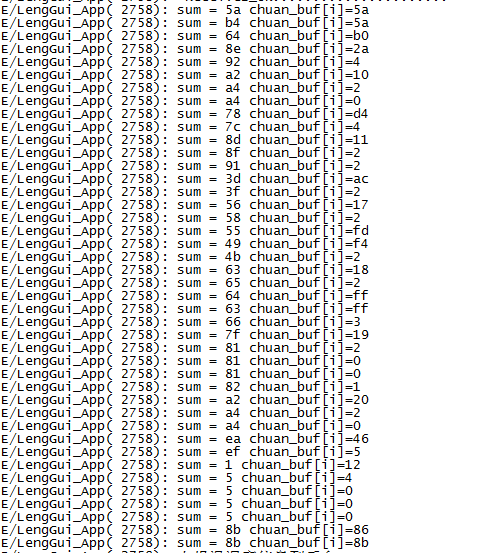 E/LengGui_App( 2758): sum = 5a chuan_buf[i]=5a
E/LengGui_App( 2758): sum = b4 chuan_buf[i]=5a
E/LengGui_App( 2758): sum = 64 chuan_buf[i]=b0
E/LengGui_App( 2758): sum = 8e chuan_buf[i]=2a
E/LengGui_App( 2758): sum = 92 chuan_buf[i]=4
E/LengGui_App( 2758): sum = a2 chuan_buf[i]=10
E/LengGui_App( 2758): sum = a4 chuan_buf[i]=2
E/LengGui_App( 2758): sum = a4 chuan_buf[i]=0
E/LengGui_App( 2758): sum = 78 chuan_buf[i]=d4
E/LengGui_App( 2758): sum = 7c chuan_buf[i]=4
E/LengGui_App( 2758): sum = 8d chuan_buf[i]=11
E/LengGui_App( 2758): sum = 8f chuan_buf[i]=2
E/LengGui_App( 2758): sum = 91 chuan_buf[i]=2
E/LengGui_App( 2758): sum = 3d chuan_buf[i]=ac
E/LengGui_App( 2758): sum = 3f chuan_buf[i]=2
E/LengGui_App( 2758): sum = 56 chuan_buf[i]=17
E/LengGui_App( 2758): sum = 58 chuan_buf[i]=2
E/LengGui_App( 2758): sum = 55 chuan_buf[i]=fd
E/LengGui_App( 2758): sum = 49 chuan_buf[i]=f4
E/LengGui_App( 2758): sum = 4b chuan_buf[i]=2
E/LengGui_App( 2758): sum = 63 chuan_buf[i]=18
E/LengGui_App( 2758): sum = 65 chuan_buf[i]=2
E/LengGui_App( 2758): sum = 64 chuan_buf[i]=ff
E/LengGui_App( 2758): sum = 63 chuan_buf[i]=ff
E/LengGui_App( 2758): sum = 66 chuan_buf[i]=3
E/LengGui_App( 2758): sum = 7f chuan_buf[i]=19
E/LengGui_App( 2758): sum = 81 chuan_buf[i]=2
E/LengGui_App( 2758): sum = 81 chuan_buf[i]=0
E/LengGui_App( 2758): sum = 81 chuan_buf[i]=0
E/LengGui_App( 2758): sum = 82 chuan_buf[i]=1
E/LengGui_App( 2758): sum = a2 chuan_buf[i]=20
E/LengGui_App( 2758): sum = a4 chuan_buf[i]=2
E/LengGui_App( 2758): sum = a4 chuan_buf[i]=0
E/LengGui_App( 2758): sum = ea chuan_buf[i]=46
E/LengGui_App( 2758): sum = ef chuan_buf[i]=5
E/LengGui_App( 2758): sum = 1 chuan_buf[i]=12
E/LengGui_App( 2758): sum = 5 chuan_buf[i]=4
E/LengGui_App( 2758): sum = 5 chuan_buf[i]=0
E/LengGui_App( 2758): sum = 5 chuan_buf[i]=0
E/LengGui_App( 2758): sum = 5 chuan_buf[i]=0
E/LengGui_App( 2758): sum = 8b chuan_buf[i]=86
E/LengGui_App( 2758): sum = 8b chuan_buf[i]=8b